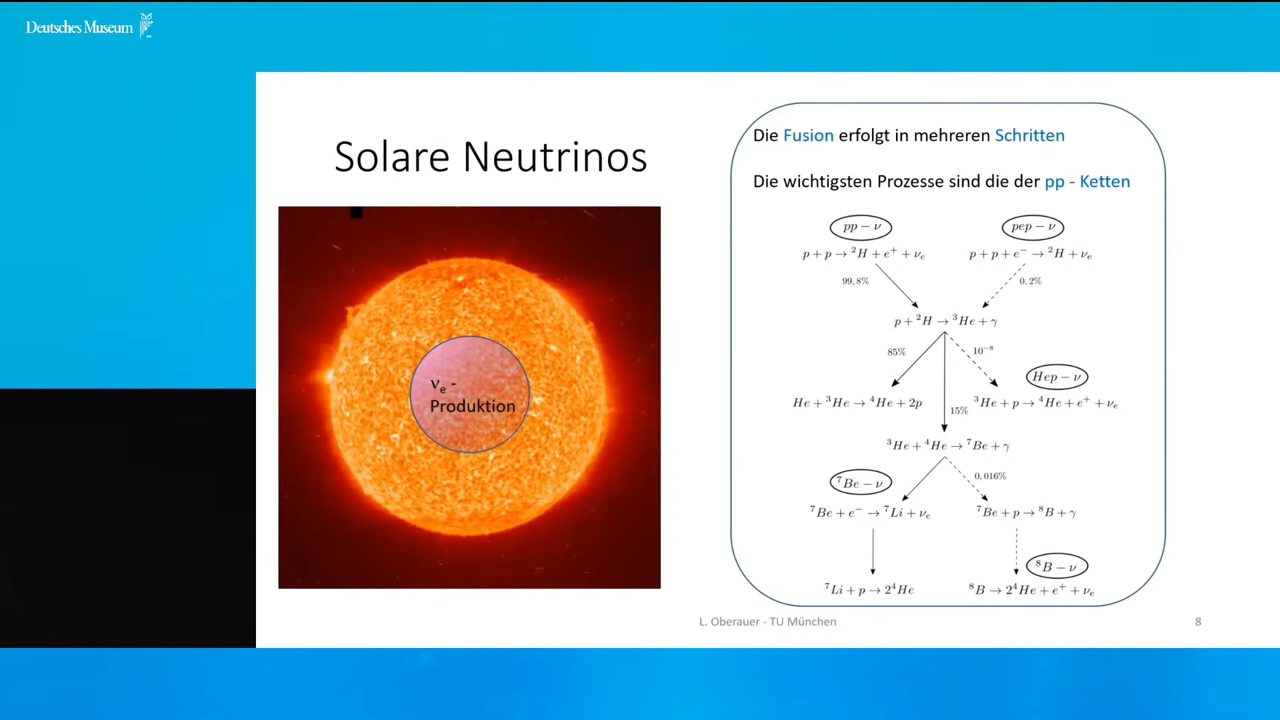 Deutsches Museum
Solare Neutrinos
νe -
Produktion
Die Fusion erfolgt in mehreren Schritten
Die wichtigsten Prozesse sind die der pp - Ketten
pp − ν
pep − ν
p + p → ²H + e⁺ + νe
p + p + e⁻ → ²H + νe
99,8%
0,2%
p + ²H → ³He + γ
85%
10⁻⁸
Hep − ν
He + ³He → ⁴He + 2p
³He + p → ⁴He + e⁺ + νe
15%
³He + ⁴He → ⁷Be + γ
⁷Be − ν
0,016%
⁷Be + e⁻ → ⁷Li + νe
⁷Be + p → ⁸B + γ
⁸B − ν
⁷Li + p → 2⁴He
⁸B → 2⁴He + e⁺ + νe
L. Oberauer - TU München
8